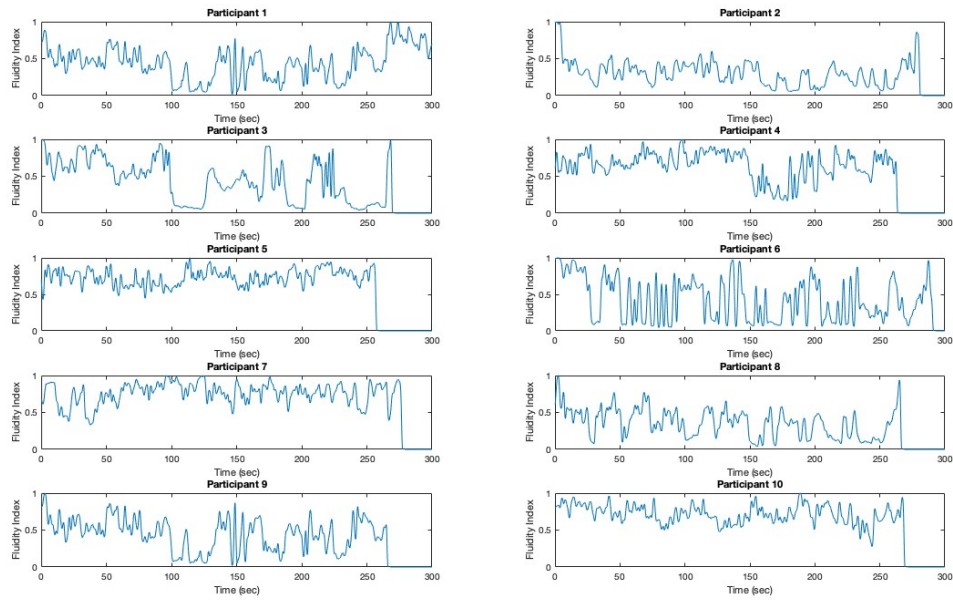 Participant 1
Fluidity Index
1
0.5
0
0 50 100 150 200 250 300
Time (sec)
Participant 2
Fluidity Index
1
0.5
0
0 50 100 150 200 250 300
Time (sec)
Participant 3
Fluidity Index
1
0.5
0
0 50 100 150 200 250 300
Time (sec)
Participant 4
Fluidity Index
1
0.5
0
0 50 100 150 200 250 300
Time (sec)
Participant 5
Fluidity Index
1
0.5
0
0 50 100 150 200 250 300
Time (sec)
Participant 6
Fluidity Index
1
0.5
0
0 50 100 150 200 250 300
Time (sec)
Participant 7
Fluidity Index
1
0.5
0
0 50 100 150 200 250 300
Time (sec)
Participant 8
Fluidity Index
1
0.5
0
0 50 100 150 200 250 300
Time (sec)
Participant 9
Fluidity Index
1
0.5
0
0 50 100 150 200 250 300
Time (sec)
Participant 10
Fluidity Index
1
0.5
0
0 50 100 150 200 250 300
Time (sec)